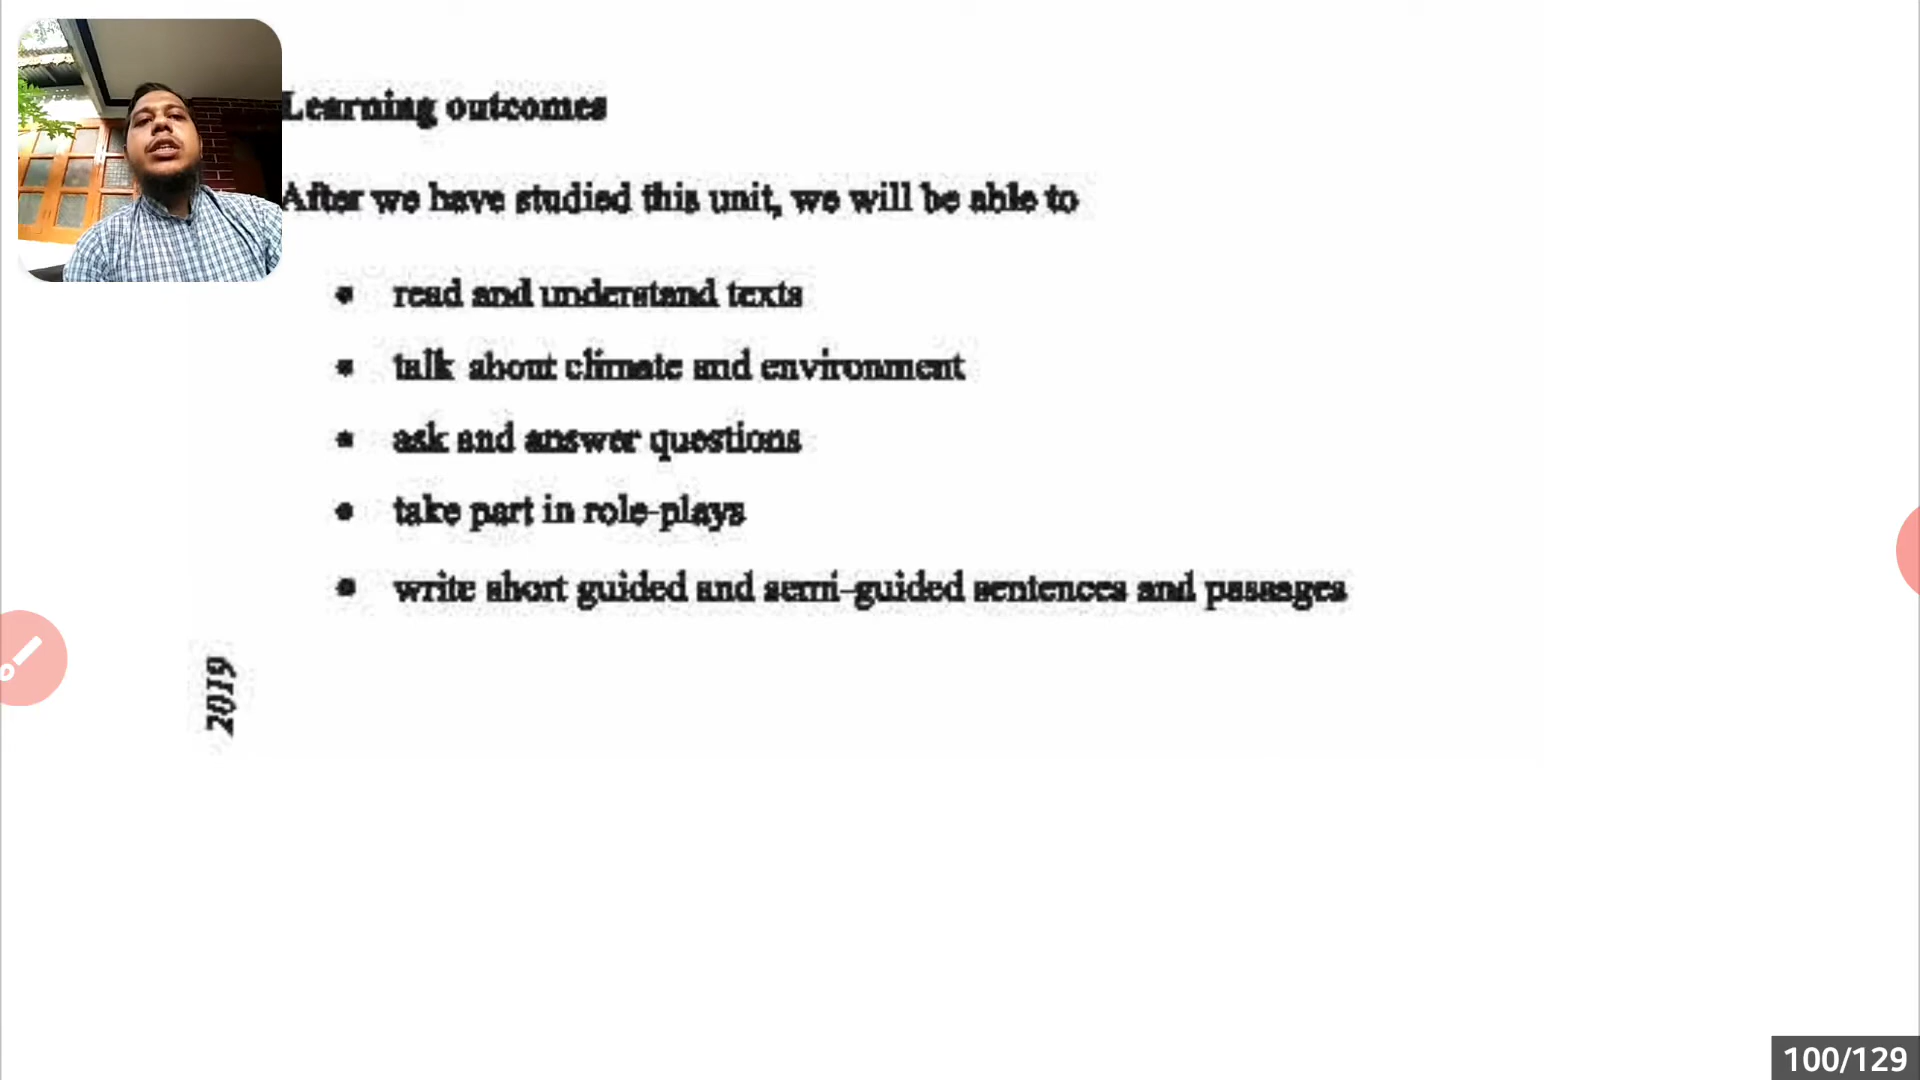 Learning outcomes
After we have studied this unit, we will be able to
• read and understand texts
• talk about climate and environment
• ask and answer questions
• take part in role-plays
• write short guided and semi-guided sentences and passages
2019
100/129